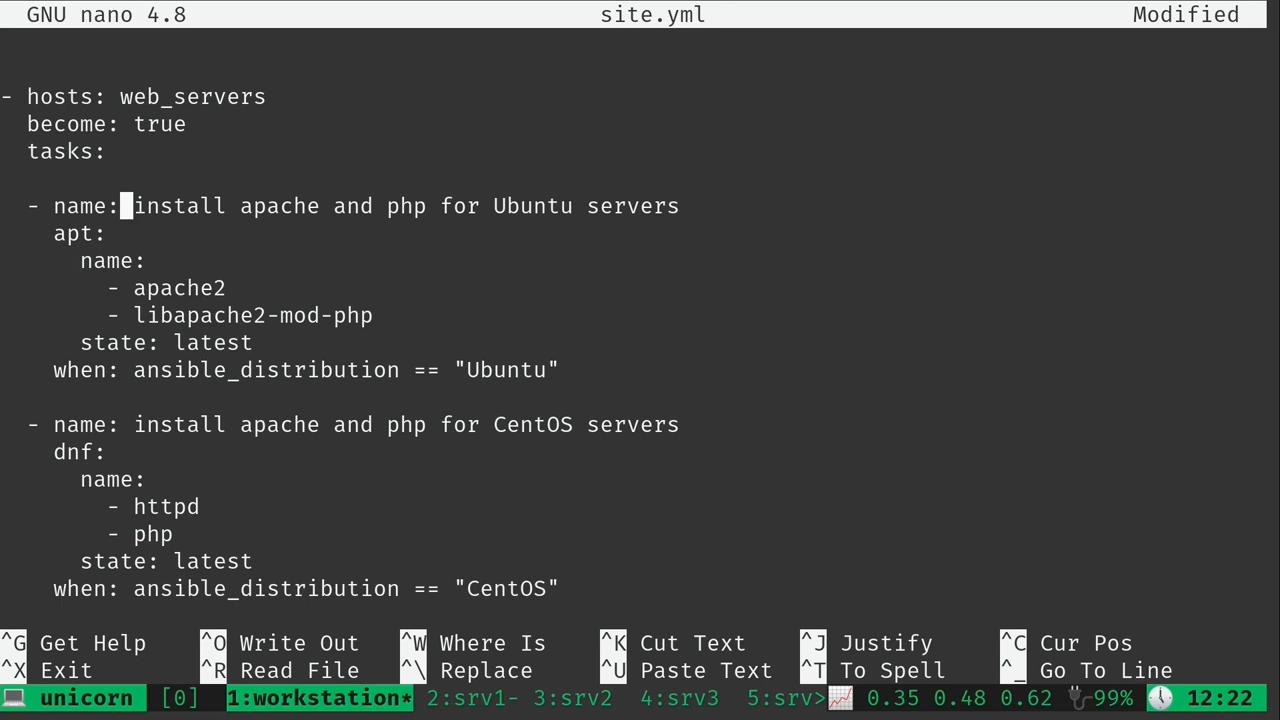 GNU nano 4.8 site.yml Modified
- hosts: web_servers
  become: true
  tasks:
  - name: install apache and php for Ubuntu servers
    apt:
      name:
        - apache2
        - libapache2-mod-php
      state: latest
    when: ansible_distribution == "Ubuntu"
  - name: install apache and php for CentOS servers
    dnf:
      name:
        - httpd
        - php
      state: latest
    when: ansible_distribution == "CentOS"
^G Get Help ^O Write Out ^W Where Is ^K Cut Text ^J Justify ^C Cur Pos
^X Exit ^R Read File ^\ Replace ^U Paste Text ^T To Spell ^_ Go To Line
unicorn [0] 1:workstation* 2:srv1- 3:srv2 4:srv3 5:srv> 0.35 0.48 0.62 99% 12:22